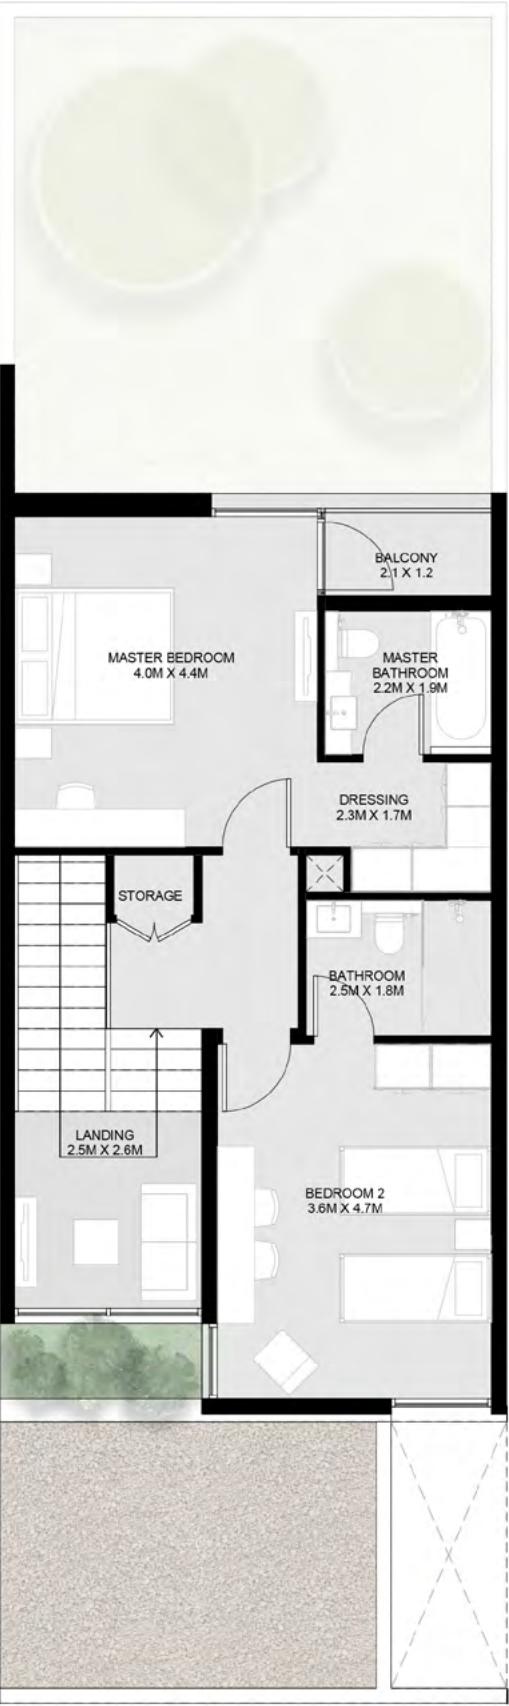 BALCONY
2.1 X 1.2
MASTER BEDROOM
4.0M X 4.4M
MASTER
BATHROOM
2.2M X 1.9M
DRESSING
2.3M X 1.7M
STORAGE
BATHROOM
2.5M X 1.8M
LANDING
2.5M X 2.6M
BEDROOM 2
3.6M X 4.7M